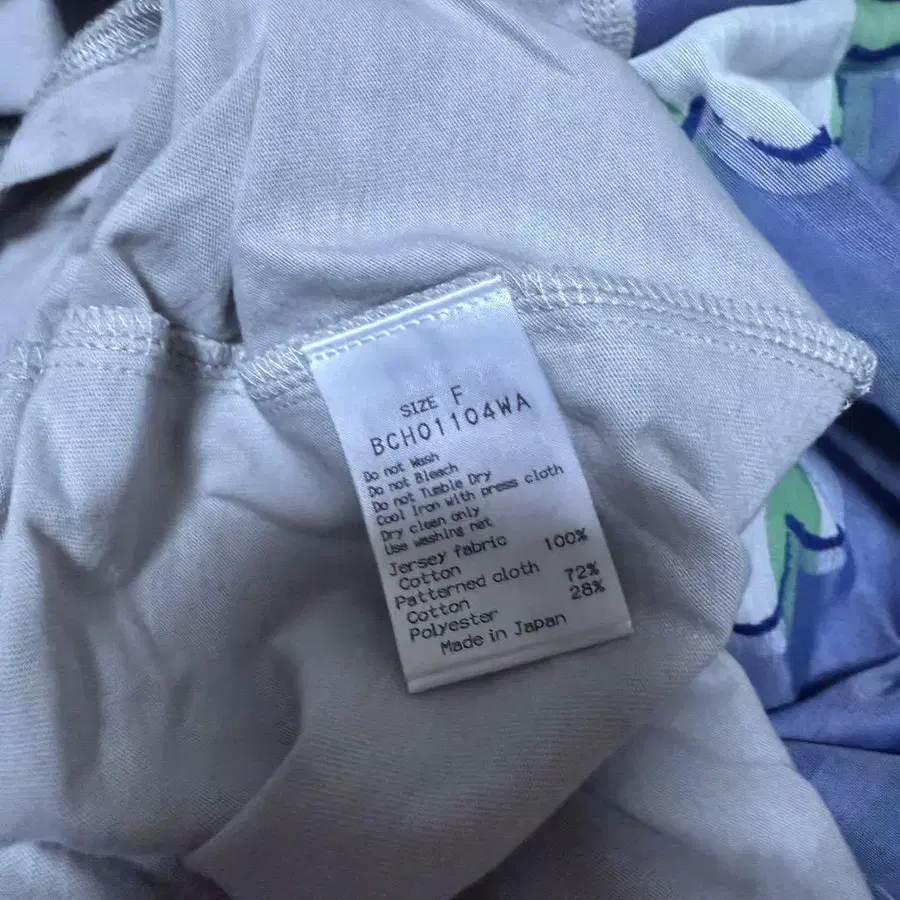 SIZE F
BCH01104WA
Do not Wash
Do not Bleach
Do not Tumble Dry
Cool Iron with press cloth
Dry clean only
Use washing net
Jersey fabric
Cotton 100%
Patterned cloth
Cotton 72%
Polyester 28%
Made in Japan